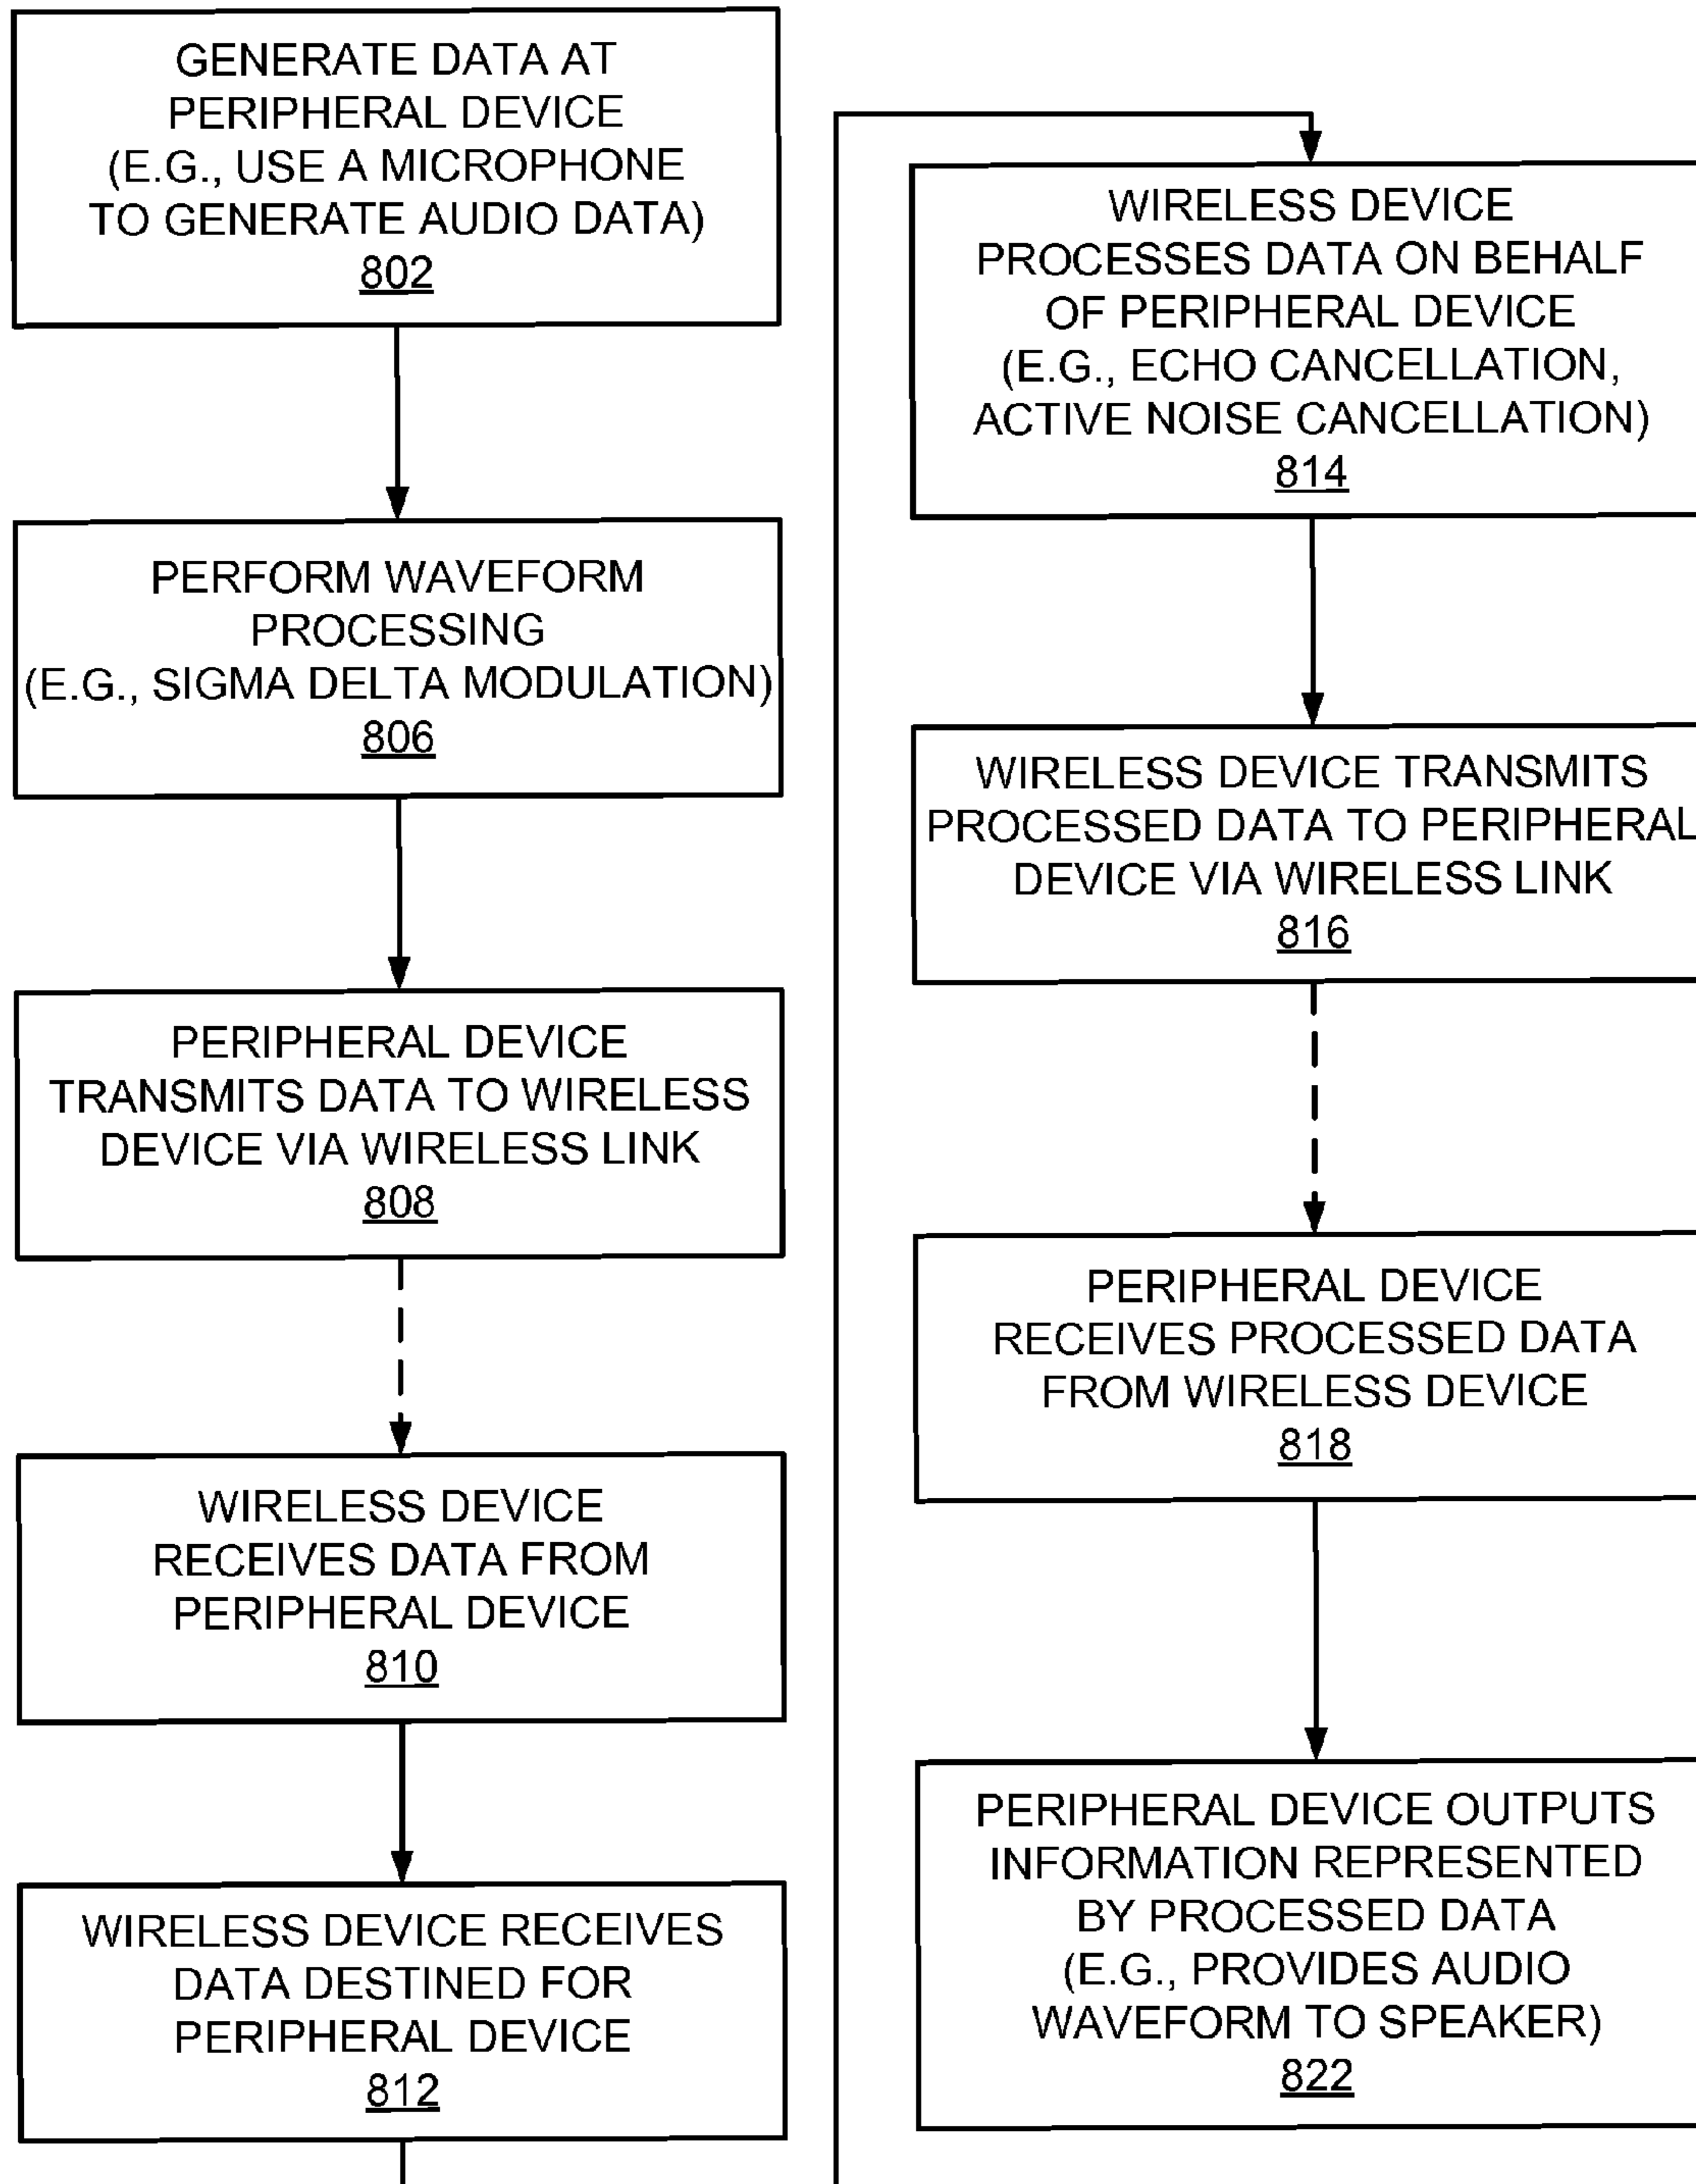 GENERATE DATA AT
PERIPHERAL DEVICE
(E.G., USE A MICROPHONE
TO GENERATE AUDIO DATA)
802
PERFORM WAVEFORM
PROCESSING
(E.G., SIGMA DELTA MODULATION)
806
PERIPHERAL DEVICE
TRANSMITS DATA TO WIRELESS
DEVICE VIA WIRELESS LINK
808
WIRELESS DEVICE
RECEIVES DATA FROM
PERIPHERAL DEVICE
810
WIRELESS DEVICE RECEIVES
DATA DESTINED FOR
PERIPHERAL DEVICE
812
WIRELESS DEVICE
PROCESSES DATA ON BEHALF
OF PERIPHERAL DEVICE
(E.G., ECHO CANCELLATION,
ACTIVE NOISE CANCELLATION)
814
WIRELESS DEVICE TRANSMITS
PROCESSED DATA TO PERIPHERAL
DEVICE VIA WIRELESS LINK
816
PERIPHERAL DEVICE
RECEIVES PROCESSED DATA
FROM WIRELESS DEVICE
818
PERIPHERAL DEVICE OUTPUTS
INFORMATION REPRESENTED
BY PROCESSED DATA
(E.G., PROVIDES AUDIO
WAVEFORM TO SPEAKER)
822